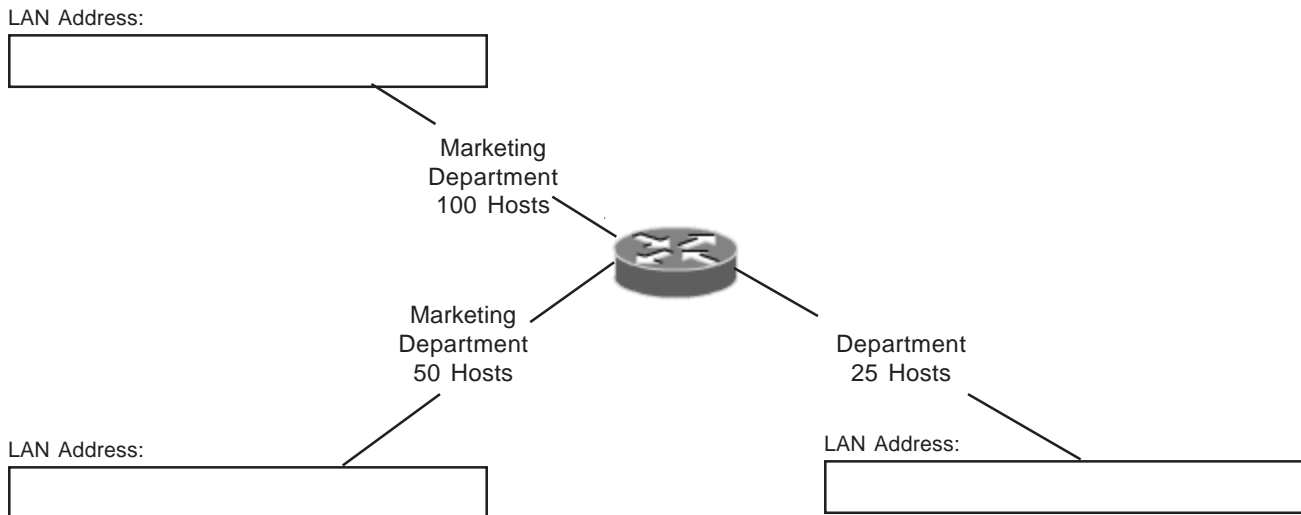 LAN Address:
Marketing
Department
100 Hosts
Marketing
Department
50 Hosts
Department
25 Hosts
LAN Address:
LAN Address: